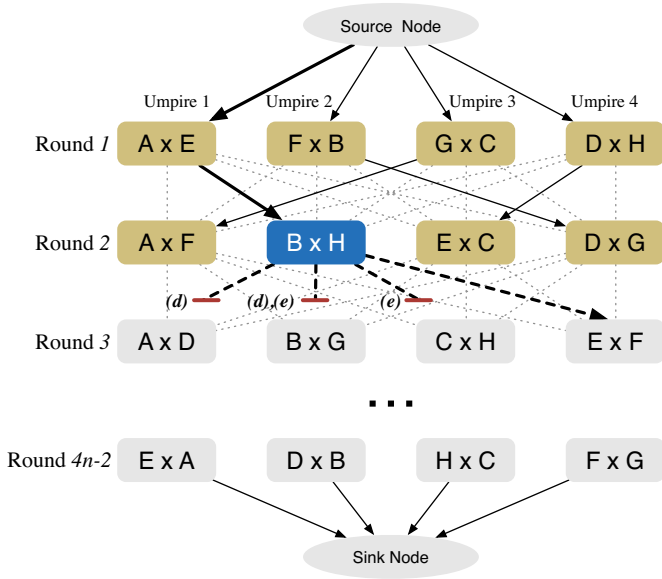 Source Node
Umpire 1 Umpire 2 Umpire 3 Umpire 4
Round 1 A x E F x B G x C D x H
Round 2 A x F B x H E x C D x G
(d) (d),(e) (e)
Round 3 A x D B x G C x H E x F
...
Round 4n-2 E x A D x B H x C F x G
Sink Node